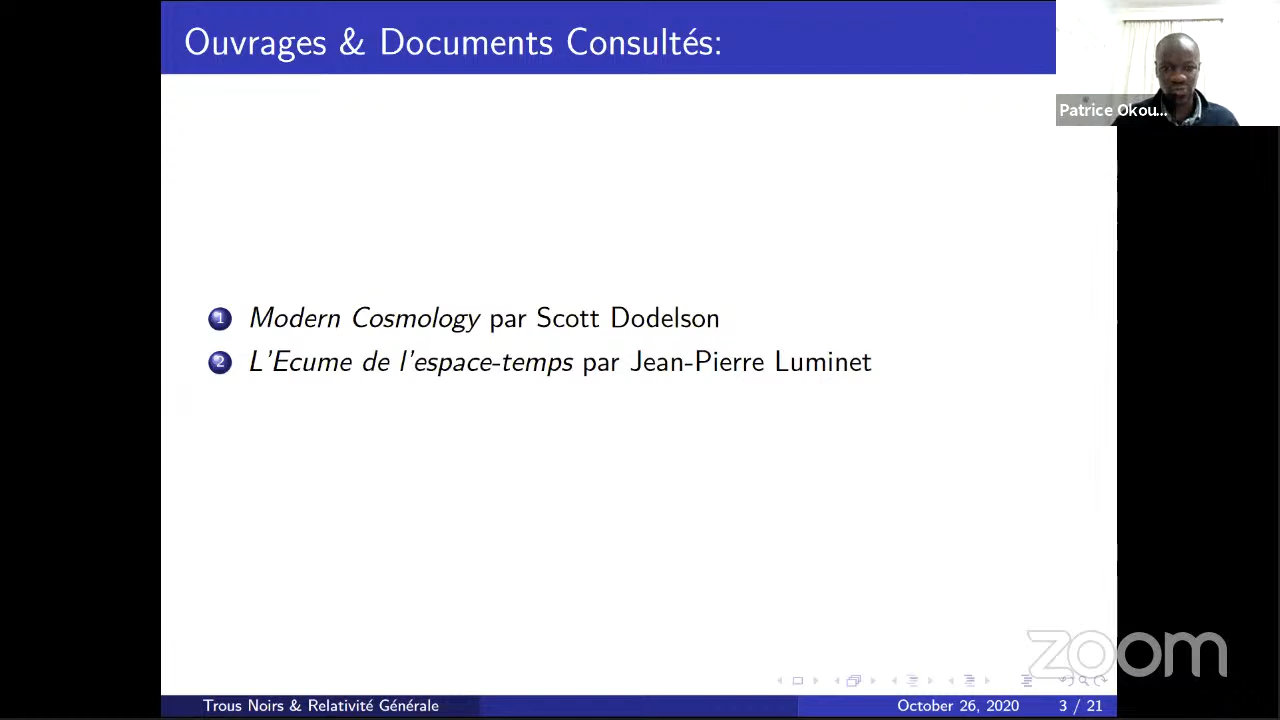 Ouvrages & Documents Consultés:
Patrice Okou...
1 Modern Cosmology par Scott Dodelson
2 L'Ecume de l'espace-temps par Jean-Pierre Luminet
zoom
Trous Noirs & Relativité Générale October 26, 2020 3 / 21